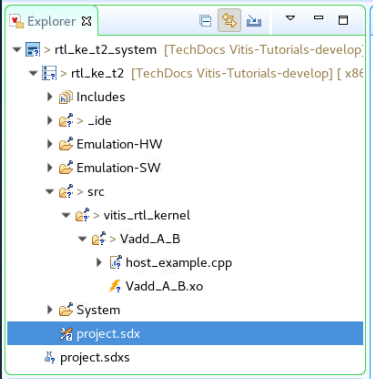 Explorer
> rtl_ke_t2_system [TechDocs Vitis-Tutorials-develop]
> rtl_ke_t2 [TechDocs Vitis-Tutorials-develop] [ x86
Includes
> _ide
Emulation-HW
Emulation-SW
> src
> vitis_rtl_kernel
> Vadd_A_B
host_example.cpp
Vadd_A_B.xo
> System
project.sdx
project.sdxs